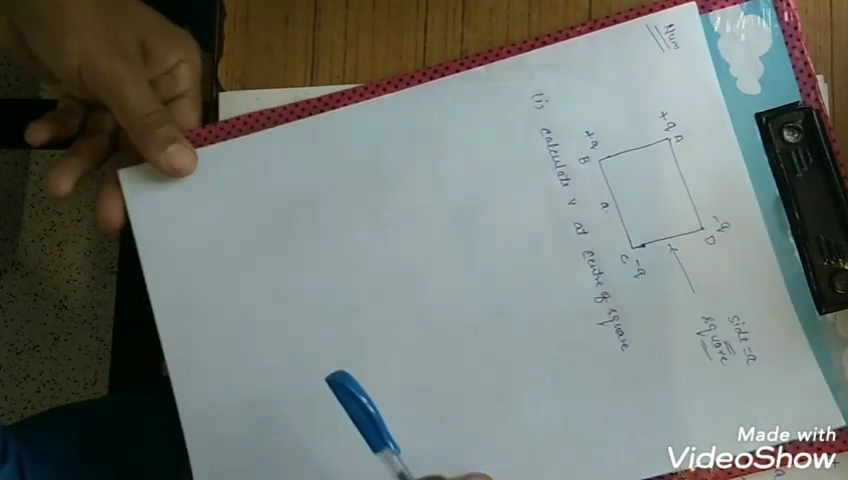 Num
+q A
-q D
+q B
a
C -q
side = a
square
(i) calculate V at centre of square
Made with
VideoShow